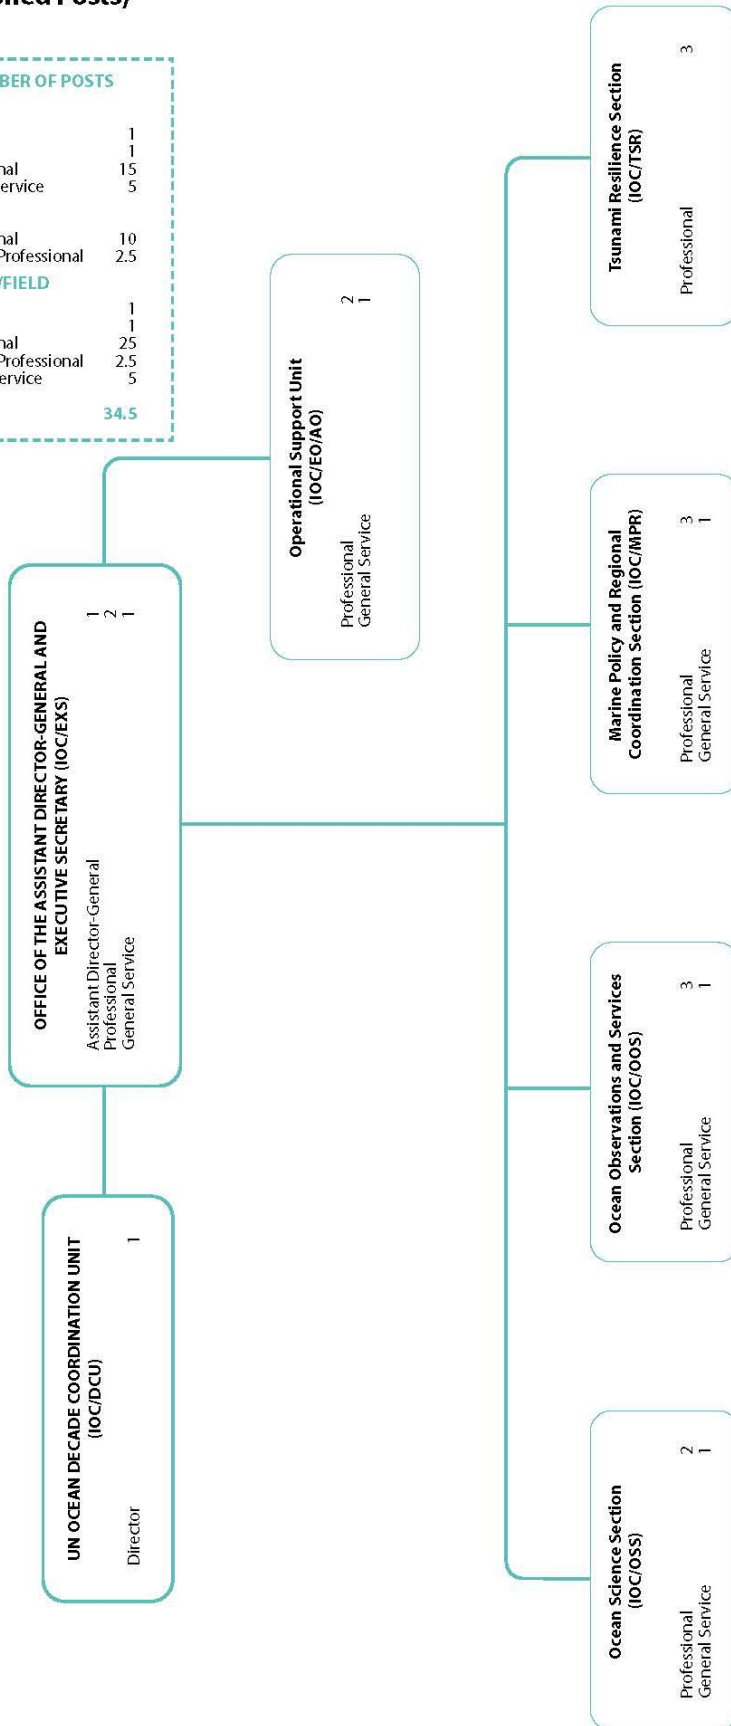 Posts)
BER OF POSTS
1
1
nal 15
ervice 5
nal 10
Professional 2.5
/FIELD
1
1
nal 25
Professional 2.5
ervice 5
34.5
OFFICE OF THE ASSISTANT DIRECTOR-GENERAL AND
EXECUTIVE SECRETARY (IOC/EXS)
Assistant Director-General 1
Professional 2
General Service 1
UN OCEAN DECADE COORDINATION UNIT
(IOC/DCU)
Director 1
Operational Support Unit
(IOC/EO/AO)
Professional 2
General Service 1
Ocean Science Section
(IOC/OSS)
Professional 2
General Service 1
Ocean Observations and Services
Section (IOC/OOS)
Professional 3
General Service 1
Marine Policy and Regional
Coordination Section (IOC/MPR)
Professional 3
General Service 1
Tsunami Resilience Section
(IOC/TSR)
Professional 3